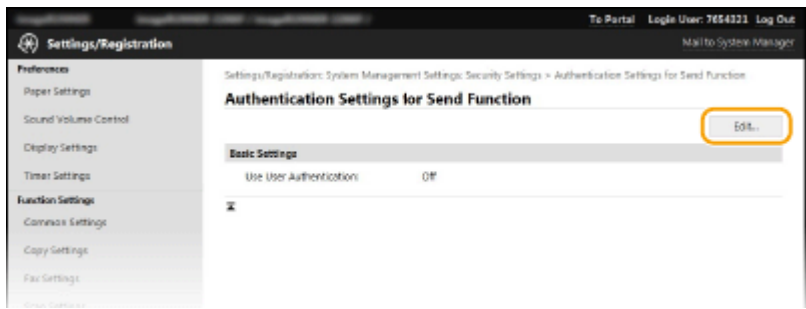 To Portal Login User: 7654321 Log Out
Settings/Registration
Mail to System Manager
Preferences
Paper Settings
Sound Volume Control
Display Settings
Timer Settings
Function Settings
Common Settings
Copy Settings
Fax Settings
Scan Settings
Settings/Registration: System Management Settings: Security Settings > Authentication Settings for Send Function
Authentication Settings for Send Function
Edit...
Basic Settings
Use User Authentication: Off